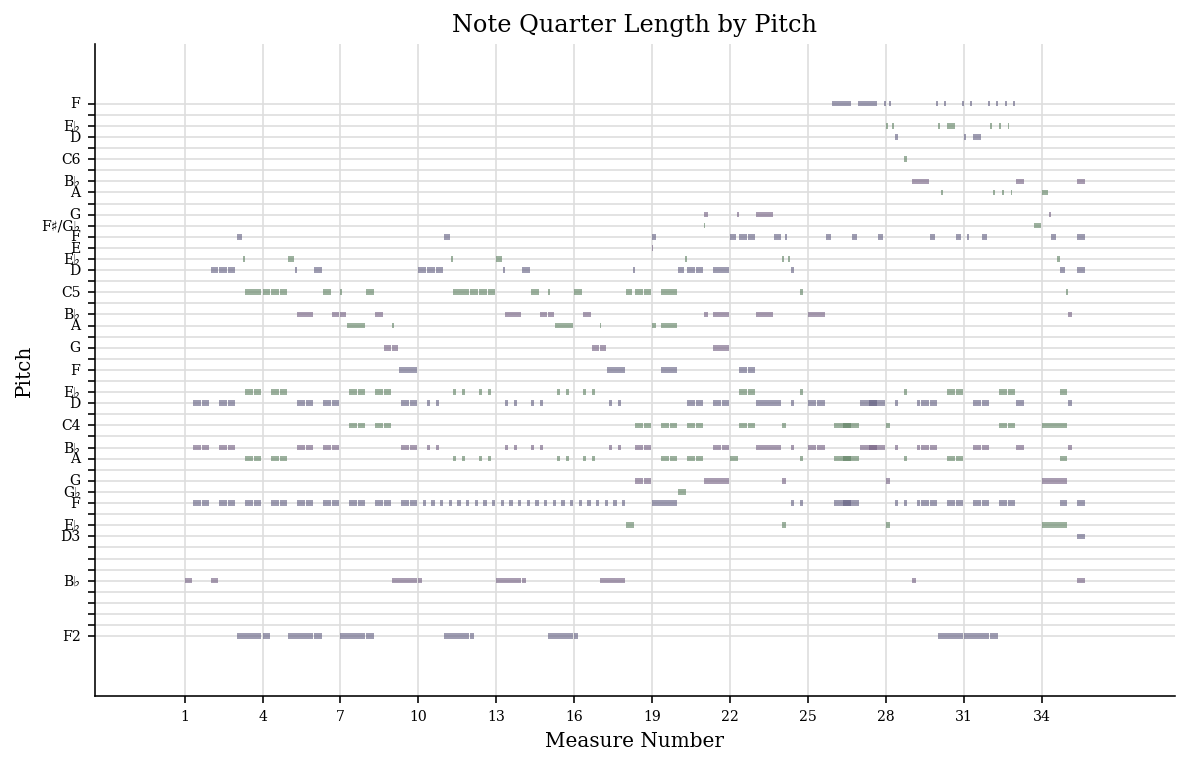 Note Quarter Length by Pitch
F
E♭
D
C6
B♭
A
G
F♯/G♭
F
E
E♭
D
C5
B♭
A
G
F
E♭
D
C4
B♭
A
G
G♭
F
E♭
D3
B♭
F2
Pitch
1 4 7 10 13 16 19 22 25 28 31 34
Measure Number